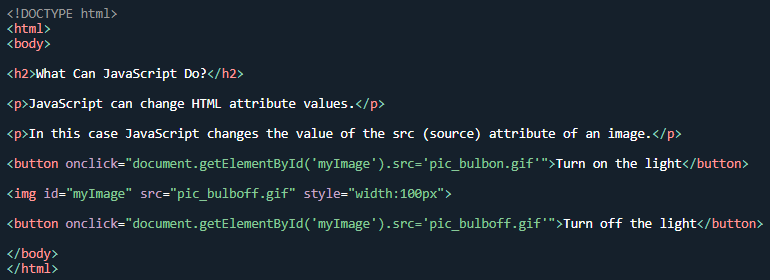 <!DOCTYPE html>
<html>
<body>
<h2>What Can JavaScript Do?</h2>
<p>JavaScript can change HTML attribute values.</p>
<p>In this case JavaScript changes the value of the src (source) attribute of an image.</p>
<button onclick="document.getElementById('myImage').src='pic_bulbon.gif'">Turn on the light</button>
<img id="myImage" src="pic_bulboff.gif" style="width:100px">
<button onclick="document.getElementById('myImage').src='pic_bulboff.gif'">Turn off the light</button>
</body>
</html>